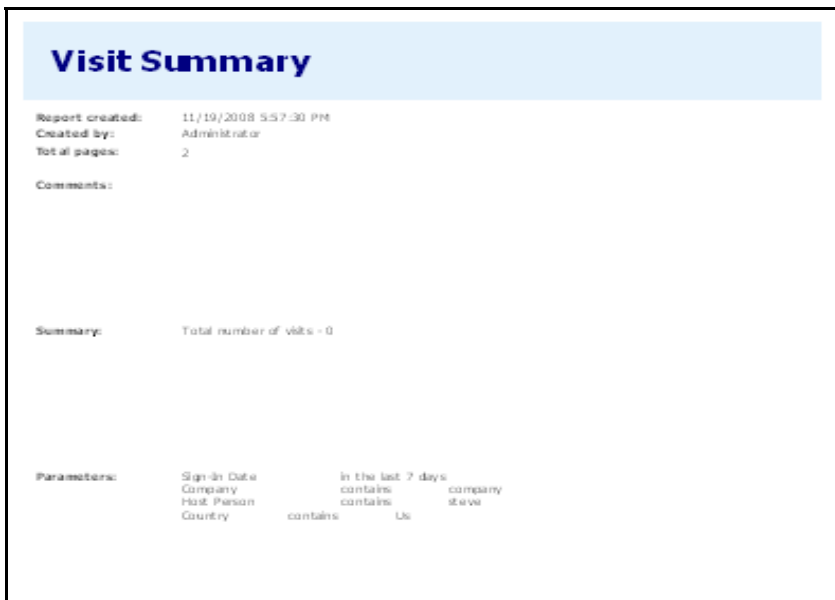 Visit Summary
Report created: 11/19/2008 5:57:30 PM
Created by: Administrator
Total pages: 2
Comments:
Summary: Total number of visits - 0
Parameters: Sign-In Date in the last 7 days
Company contains company
Host Person contains steve
Country contains Us